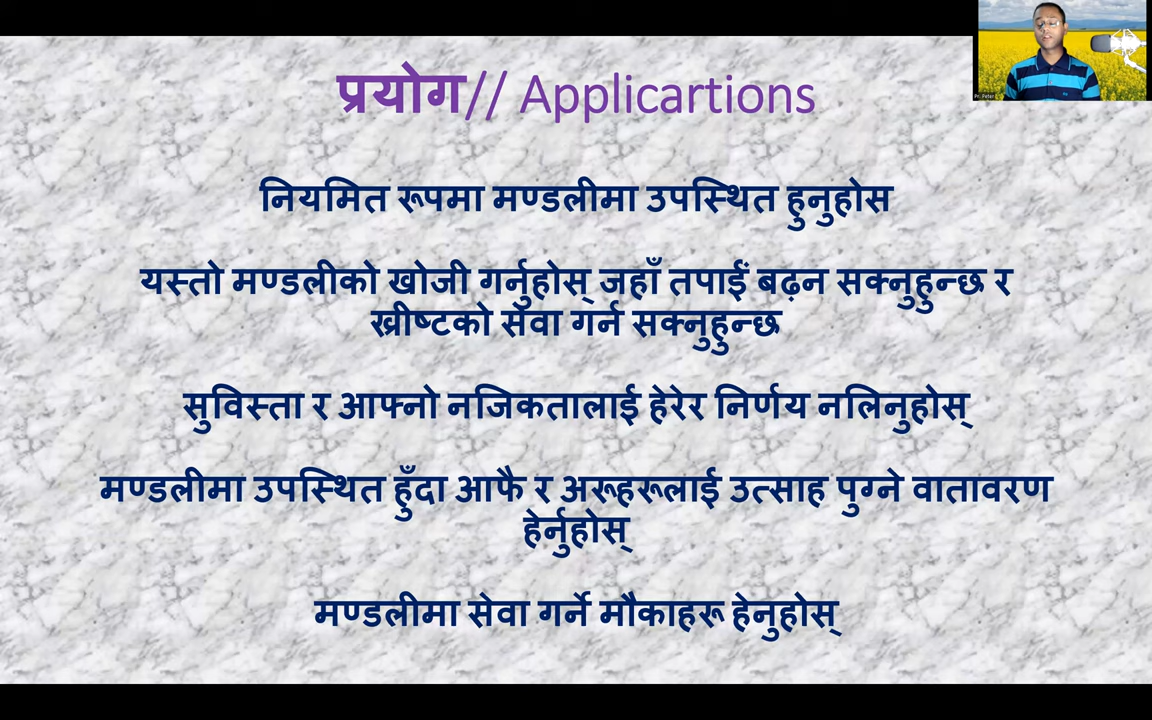 प्रयोग// Applicartions
नियमित रूपमा मण्डलीमा उपस्थित हुनुहोस
यस्तो मण्डलीको खोजी गर्नुहोस् जहाँ तपाईं बढ़न सक्नुहुन्छ र
ख्रीष्टको सेवा गर्न सक्नुहुन्छ
सुविस्ता र आफ्नो नजिकतालाई हेरेर निर्णय नलिनुहोस्
मण्डलीमा उपस्थित हुँदा आफै र अरूहरूलाई उत्साह पुग्ने वातावरण
हेर्नुहोस्
मण्डलीमा सेवा गर्ने मौकाहरू हेनुहोस्